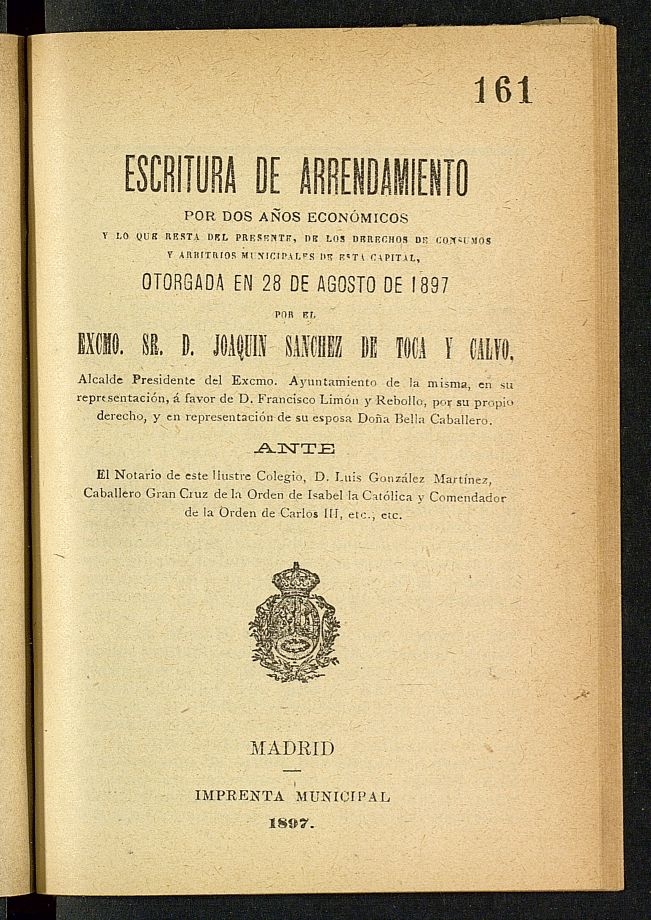 161
ESCRITURA DE ARRENDAMIENTO
POR DOS AÑOS ECONÓMICOS
Y LO QUE RESTA DEL PRESENTE, DE LOS DERECHOS DE CONSUMOS
Y ARBITRIOS MUNICIPALES DE ESTA CAPITAL,
OTORGADA EN 28 DE AGOSTO DE 1897
POR EL
EXCMO. SR. D. JOAQUIN SANCHEZ DE TOCA Y CALVO,
Alcalde Presidente del Excmo. Ayuntamiento de la misma, en su
representación, á favor de D. Francisco Limón y Rebollo, por su propio
derecho, y en representación de su esposa Doña Bella Caballero.
ANTE
El Notario de este Ilustre Colegio, D. Luis González Martínez,
Caballero Gran Cruz de la Orden de Isabel la Católica y Comendador
de la Orden de Carlos III, etc., etc.
MADRID
IMPRENTA MUNICIPAL
1897.